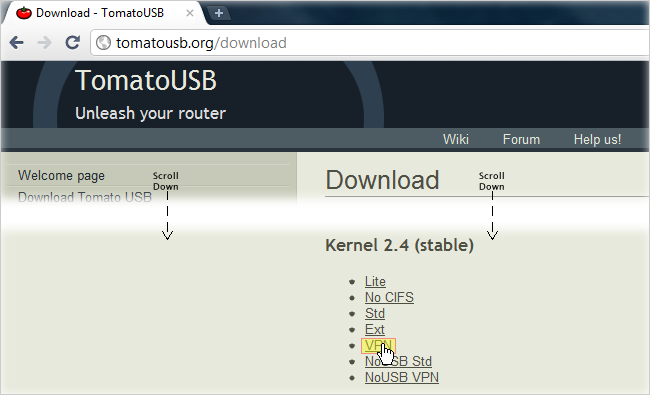 Download - TomatoUSB
tomatousb.org/download
TomatoUSB
Unleash your router
Wiki Forum Help us!
Welcome page
Download Tomato USB
Scroll
Down
Download
Scroll
Down
Kernel 2.4 (stable)
Lite
No CIFS
Std
Ext
VPN
NoUSB Std
NoUSB VPN